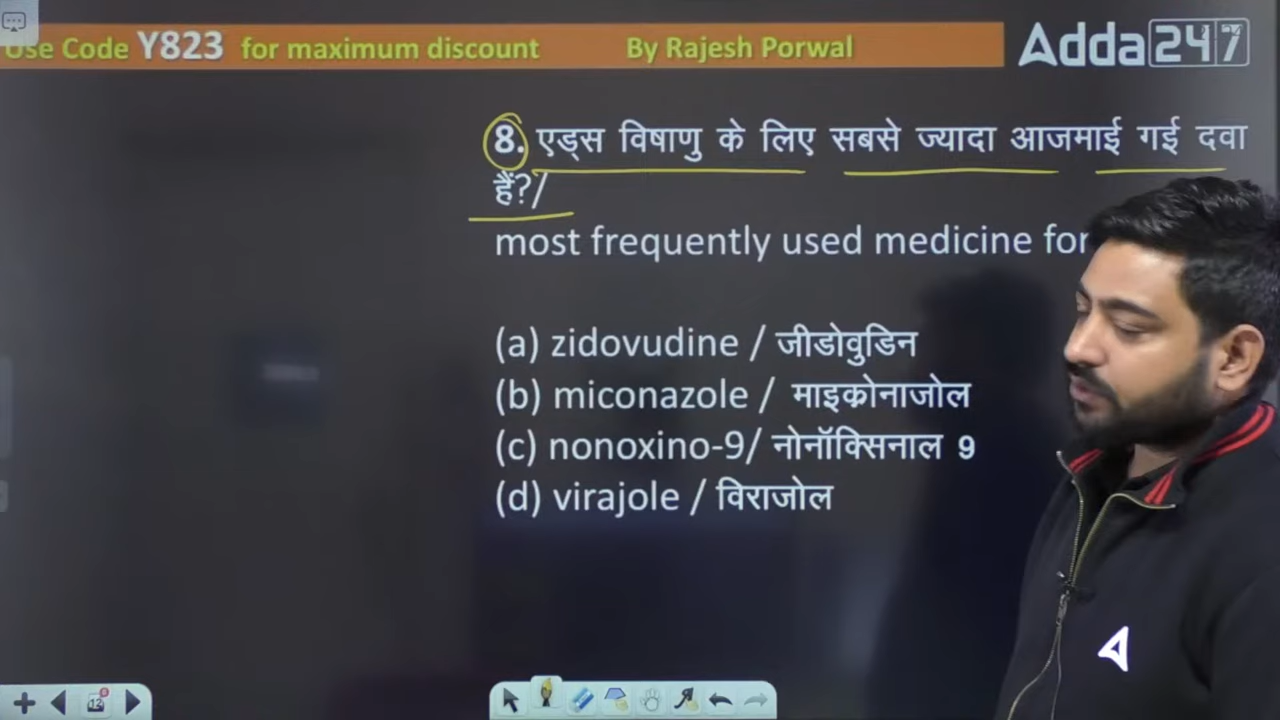 Use Code Y823 for maximum discount By Rajesh Porwal
Adda247
8. एड्स विषाणु के लिए सबसे ज्यादा आजमाई गई दवा
हैं?/
most frequently used medicine for
(a) zidovudine / जीडोवुडिन
(b) miconazole / माइक्रोनाजोल
(c) nonoxino-9/ नोनॉक्सिनाल 9
(d) virajole / विराजोल